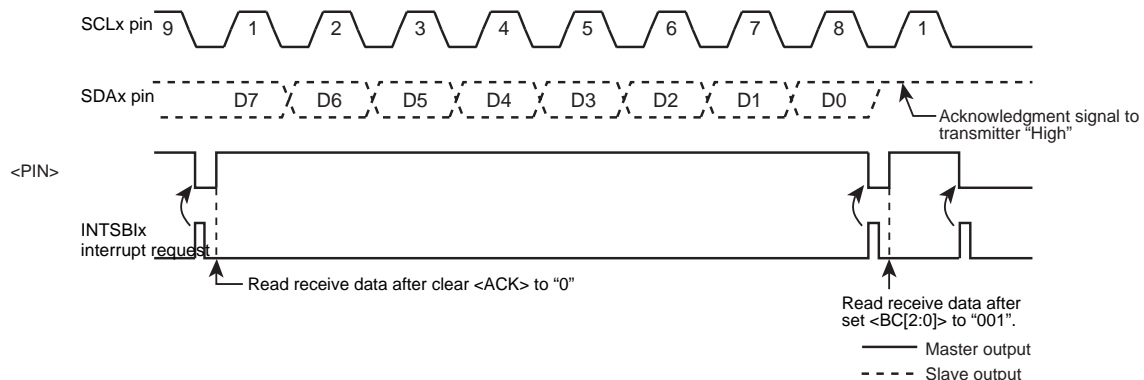 SCLx pin 9 1 2 3 4 5 6 7 8 1
SDAx pin D7 D6 D5 D4 D3 D2 D1 D0
Acknowledgment signal to
transmitter “High”
<PIN>
INTSBIx
interrupt request
Read receive data after clear <ACK> to “0”
Read receive data after
set <BC[2:0]> to “001”.
Master output
Slave output